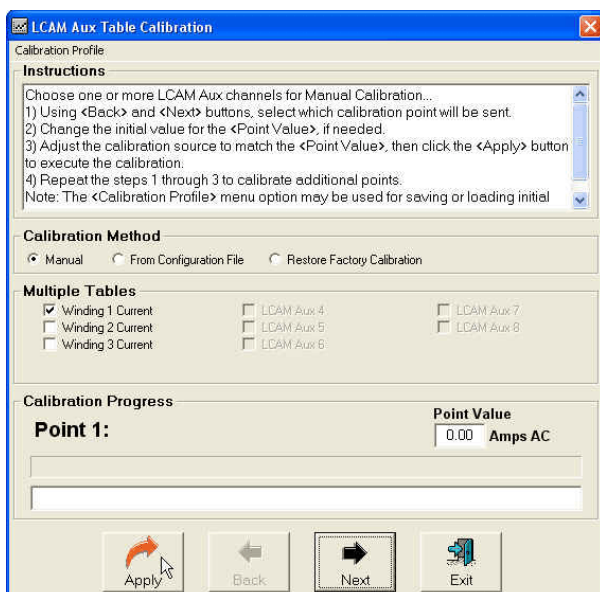 LCAM Aux Table Calibration
Calibration Profile
Instructions
Choose one or more LCAM Aux channels for Manual Calibration...
1) Using <Back> and <Next> buttons, select which calibration point will be sent.
2) Change the initial value for the <Point Value>, if needed.
3) Adjust the calibration source to match the <Point Value>, then click the <Apply> button
to execute the calibration.
4) Repeat the steps 1 through 3 to calibrate additional points.
Note: The <Calibration Profile> menu option may be used for saving or loading initial
Calibration Method
Manual From Configuration File Restore Factory Calibration
Multiple Tables
Winding 1 Current LCAM Aux 4 LCAM Aux 7
Winding 2 Current LCAM Aux 5 LCAM Aux 8
Winding 3 Current LCAM Aux 6
Calibration Progress
Point Value
Point 1: 0.00 Amps AC
Apply Back Next Exit